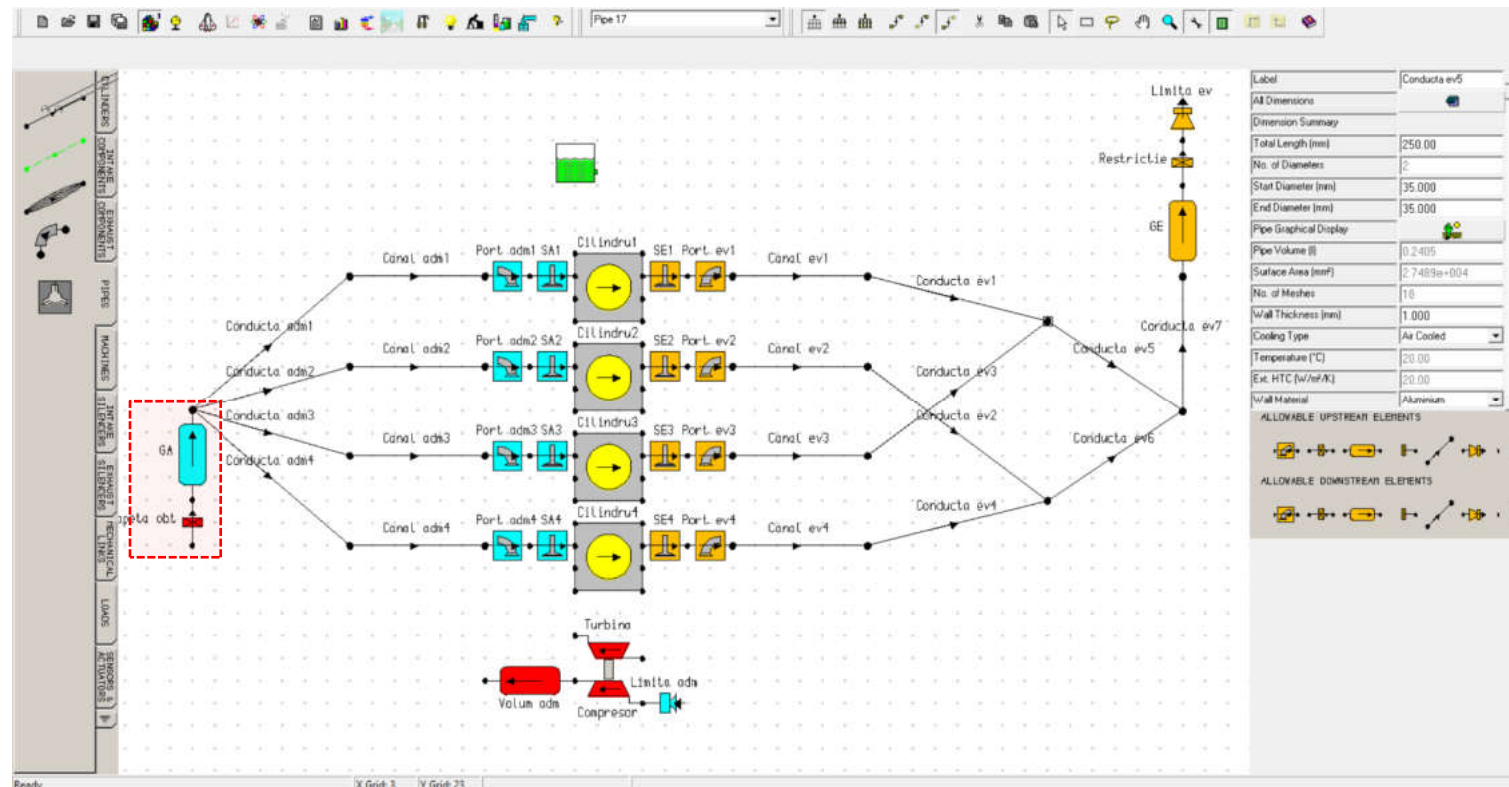 Pipe 17
CYLINDERS
INTAKE COMPONENTS
EXHAUST COMPONENTS
PIPES
MACHINES
INTAKE SILENCERS
EXHAUST SILENCERS
MECHANICAL LINKS
LOADS
SENSORS & ACTUATORS
Limita ev
Restrictie
GE
Cilindru1
Canal adm1
Port adm1 SA1
SE1 Port ev1
Canal ev1
Conducta ev1
Conducta adm1
Conducta ev7
Cilindru2
Canal adm2
Port adm2 SA2
SE2 Port ev2
Canal ev2
Conducta ev5
Conducta adm2
Conducta ev3
Conducta adm3
Conducta ev2
Cilindru3
Canal adm3
Port adm3 SA3
SE3 Port ev3
Canal ev3
Conducta ev6
GA
Conducta adm4
Conducta ev4
Cilindru4
peta obt
Canal adm4
Port adm4 SA4
SE4 Port ev4
Canal ev4
Turbina
Limita adm
Volum adm
Compresor
Label Conducta ev5
All Dimensions
Dimension Summary
Total Length (mm) 250.00
No. of Diameters 2
Start Diameter (mm) 35.000
End Diameter (mm) 35.000
Pipe Graphical Display
Pipe Volume (l) 0.2405
Surface Area (mm²) 2.7489e+004
No. of Meshes 16
Wall Thickness (mm) 1.000
Cooling Type Air Cooled
Temperature (°C) 20.00
Ext. HTC (W/m²/K) 20.00
Wall Material Aluminium
ALLOWABLE UPSTREAM ELEMENTS
ALLOWABLE DOWNSTREAM ELEMENTS
Ready
X Grid: 3 Y Grid: 23